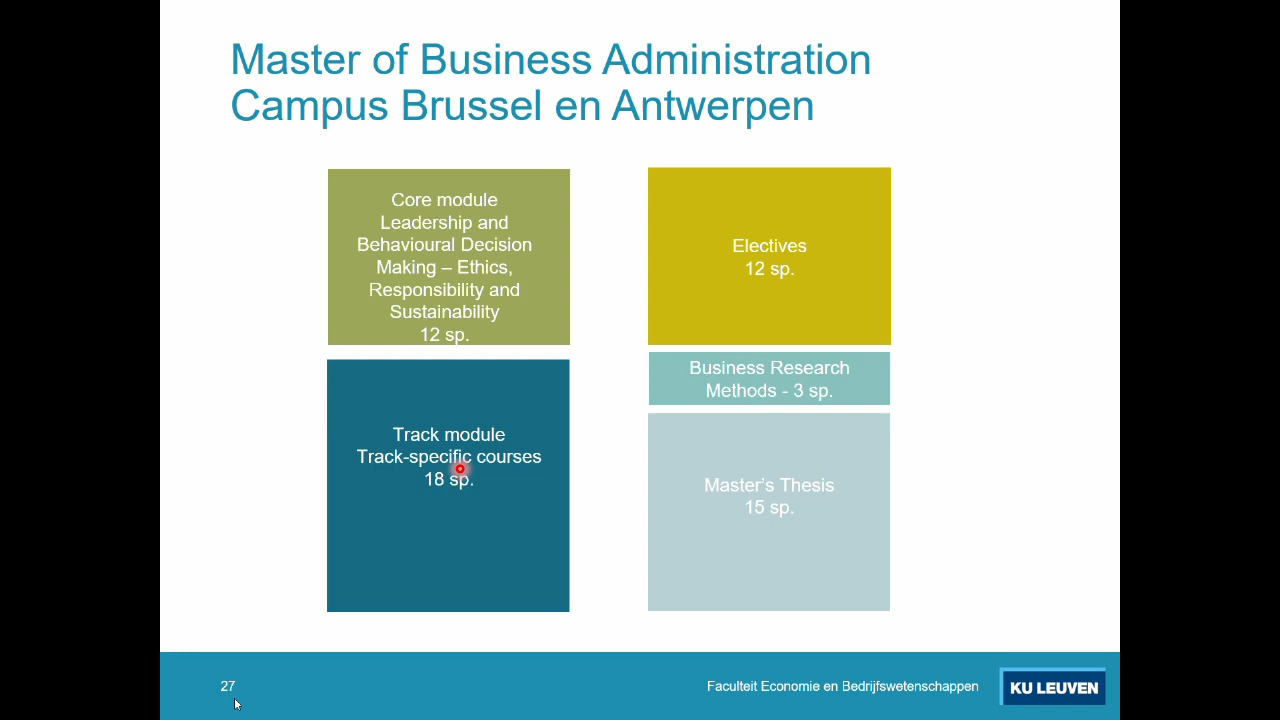 Master of Business Administration
Campus Brussel en Antwerpen
Core module
Leadership and
Behavioural Decision
Making – Ethics,
Responsibility and
Sustainability
12 sp.
Electives
12 sp.
Business Research
Methods - 3 sp.
Track module
Track-specific courses
18 sp.
Master's Thesis
15 sp.
27
Faculteit Economie en Bedrijfswetenschappen
KU LEUVEN